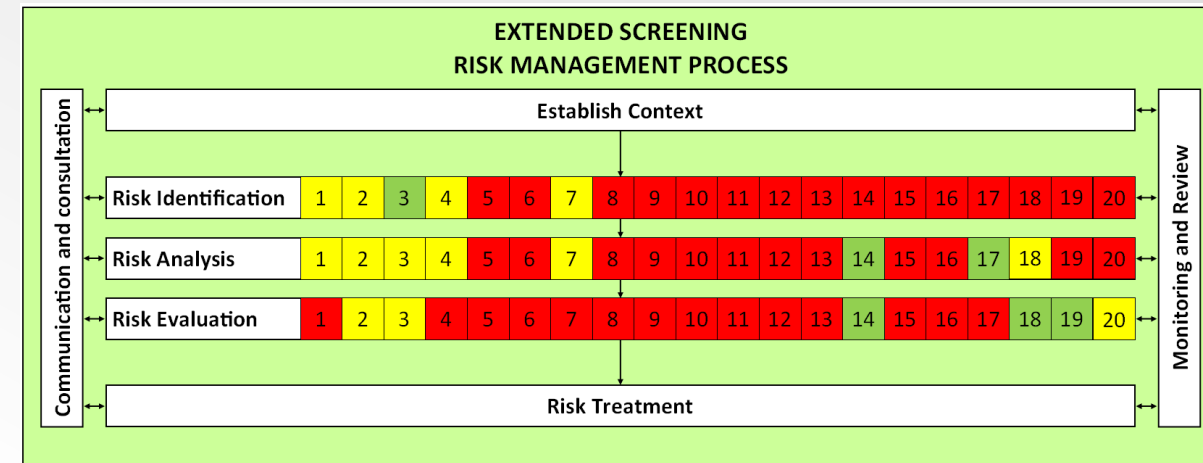 EXTENDED SCREENING
RISK MANAGEMENT PROCESS
Communication and consultation
Establish Context
Risk Identification 1 2 3 4 5 6 7 8 9 10 11 12 13 14 15 16 17 18 19 20
Risk Analysis 1 2 3 4 5 6 7 8 9 10 11 12 13 14 15 16 17 18 19 20
Risk Evaluation 1 2 3 4 5 6 7 8 9 10 11 12 13 14 15 16 17 18 19 20
Risk Treatment
Monitoring and Review